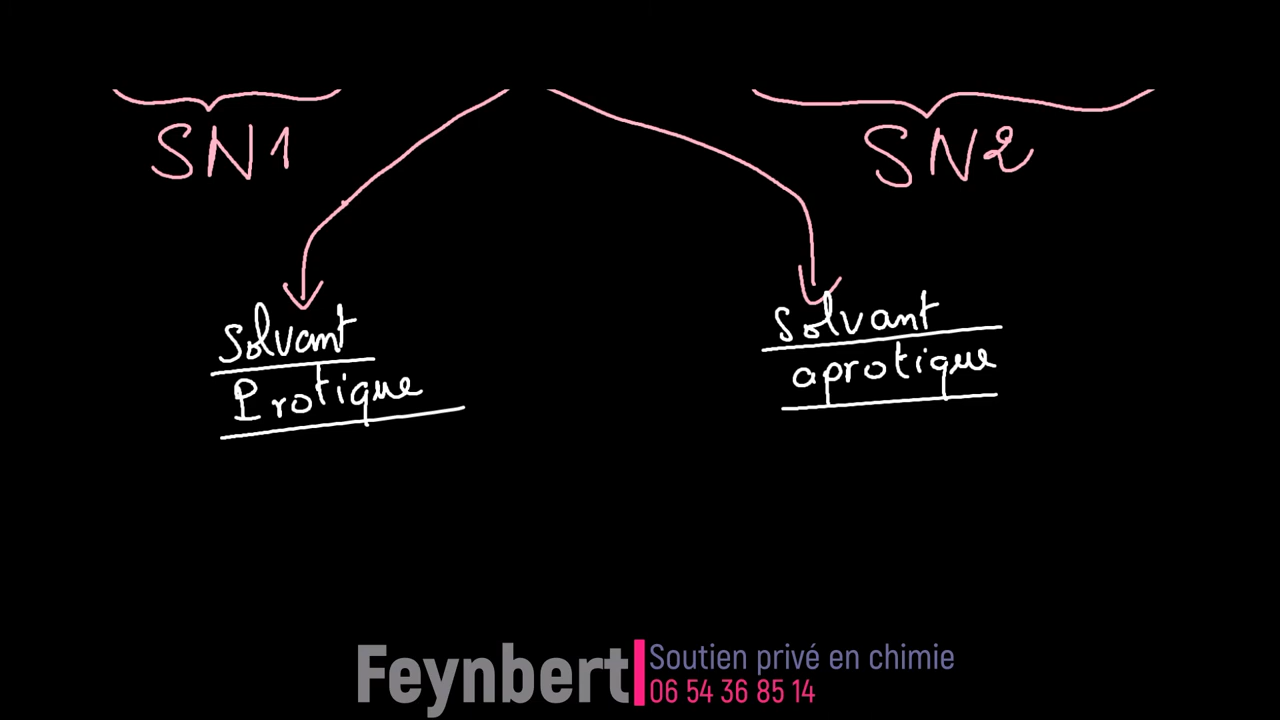 SN1
SN2
Solvant
Protique
Solvant
aprotique
Feynbert
Soutien privé en chimie
06 54 36 85 14